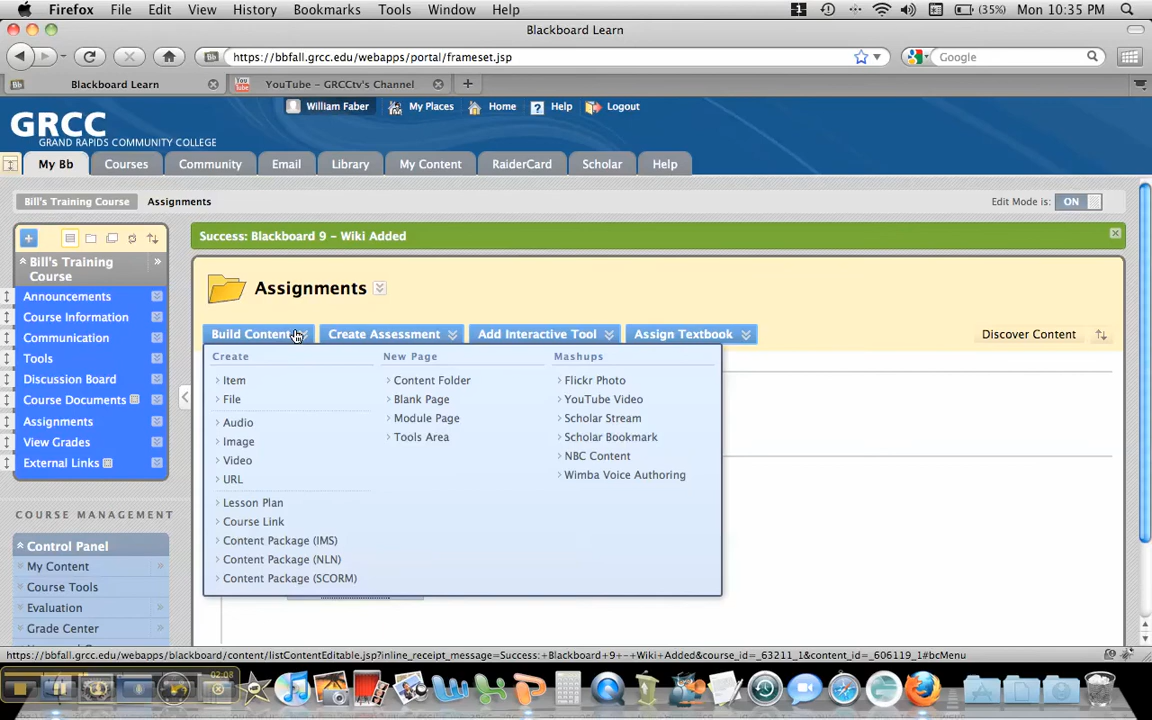 Firefox File Edit View History Bookmarks Tools Window Help 1 (35%) Mon 10:35 PM
Blackboard Learn
https://bbfall.grcc.edu/webapps/portal/frameset.jsp Google
Bb Blackboard Learn YouTube - GRCCtv's Channel
William Faber My Places Home Help Logout
GRCC
GRAND RAPIDS COMMUNITY COLLEGE
My Bb Courses Community Email Library My Content RaiderCard Scholar Help
Bill's Training Course Assignments Edit Mode is: ON
Success: Blackboard 9 – Wiki Added
Bill's Training Course
Announcements
Course Information
Communication
Tools
Discussion Board
Course Documents
Assignments
View Grades
External Links
COURSE MANAGEMENT
Control Panel
My Content
Course Tools
Evaluation
Grade Center
Assignments
Build Content Create Assessment Add Interactive Tool Assign Textbook Discover Content
Create
Item
File
Audio
Image
Video
URL
Lesson Plan
Course Link
Content Package (IMS)
Content Package (NLN)
Content Package (SCORM)
New Page
Content Folder
Blank Page
Module Page
Tools Area
Mashups
Flickr Photo
YouTube Video
Scholar Stream
Scholar Bookmark
NBC Content
Wimba Voice Authoring
https://bbfall.grcc.edu/webapps/blackboard/content/listContentEditable.jsp?inline_receipt_message=Success:+Blackboard+9+-+Wiki+Added&course_id=_63211_1&content_id=_606119_1#bcMenu
02:08